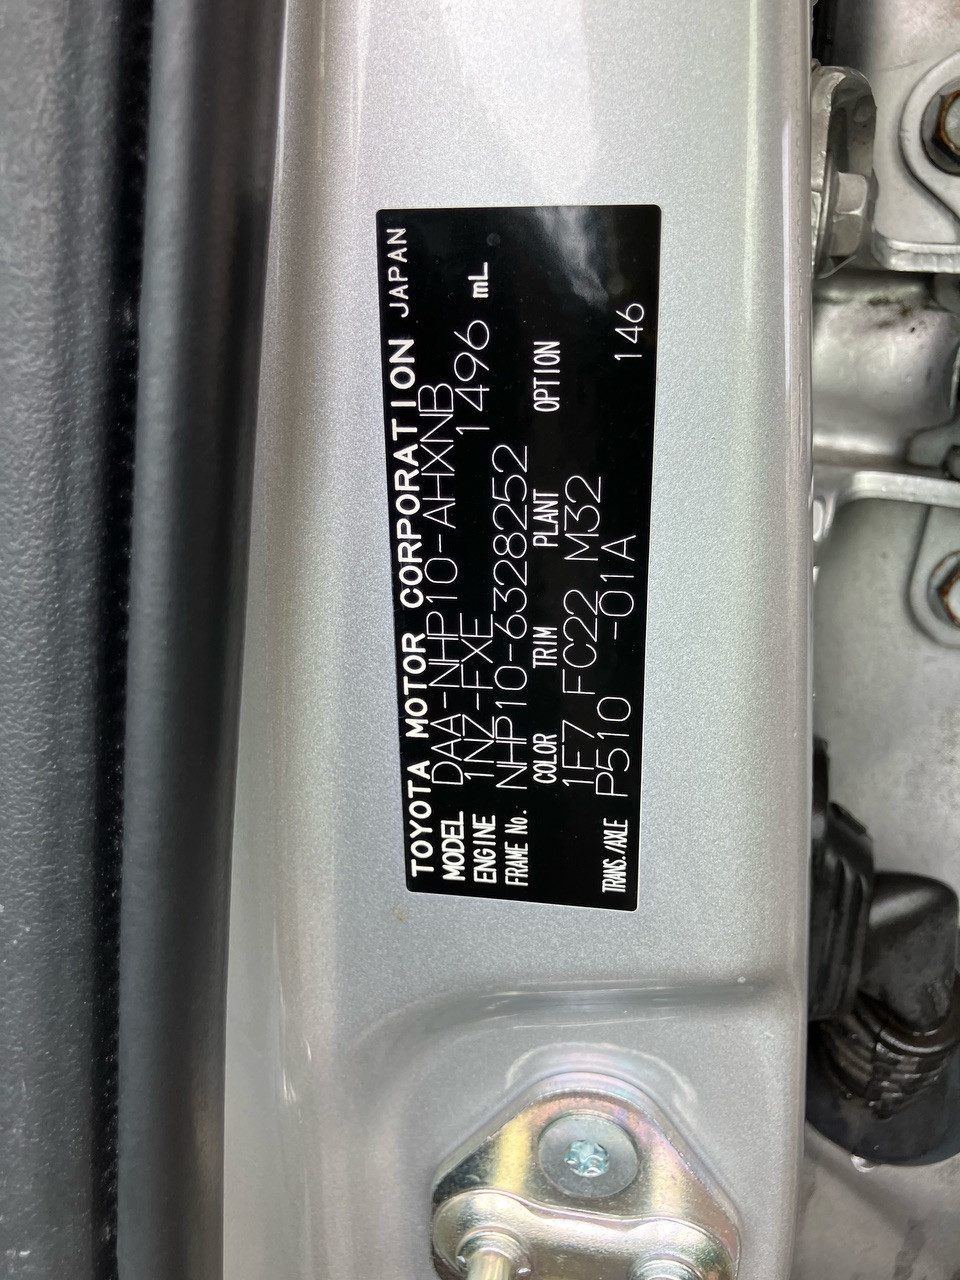 TOYOTA MOTOR CORPORATION JAPAN
MODEL DAA-NHP10-AHXNB
ENGINE 1NZ-FXE 1496 mL
FRAME No. NHP10-6328252
COLOR TRIM PLANT OPTION
1F7 FC22 M32
TRANS./AXLE P510 -01A 146